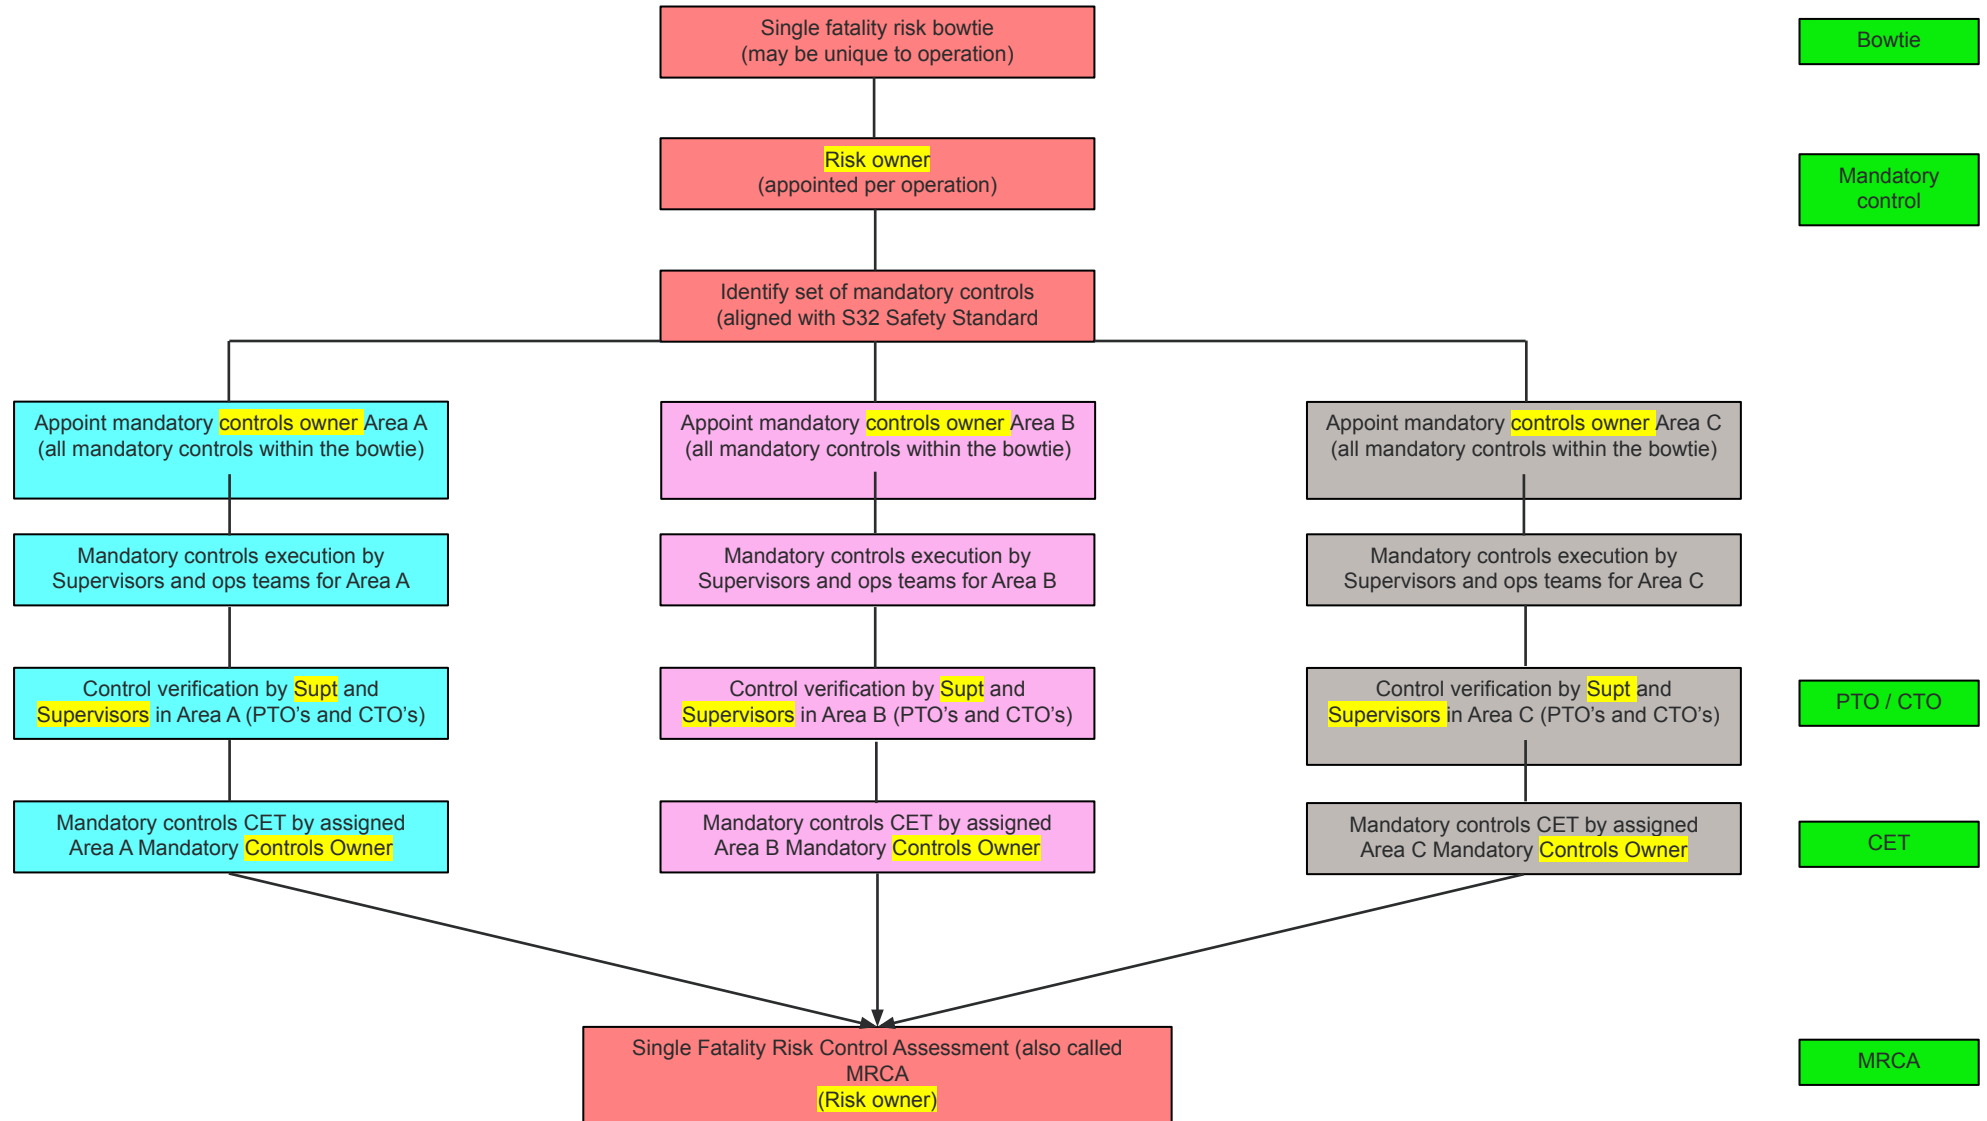 Single fatality risk bowtie
(may be unique to operation)
Bowtie
Risk owner
(appointed per operation)
Mandatory
control
Identify set of mandatory controls
(aligned with S32 Safety Standard
Appoint mandatory controls owner Area A
(all mandatory controls within the bowtie)
Appoint mandatory controls owner Area B
(all mandatory controls within the bowtie)
Appoint mandatory controls owner Area C
(all mandatory controls within the bowtie)
Mandatory controls execution by
Supervisors and ops teams for Area A
Mandatory controls execution by
Supervisors and ops teams for Area B
Mandatory controls execution by
Supervisors and ops teams for Area C
Control verification by Supt and
Supervisors in Area A (PTO’s and CTO’s)
Control verification by Supt and
Supervisors in Area B (PTO’s and CTO’s)
Control verification by Supt and
Supervisors in Area C (PTO’s and CTO’s)
PTO / CTO
Mandatory controls CET by assigned
Area A Mandatory Controls Owner
Mandatory controls CET by assigned
Area B Mandatory Controls Owner
Mandatory controls CET by assigned
Area C Mandatory Controls Owner
CET
Single Fatality Risk Control Assessment (also called
MRCA
(Risk owner)
MRCA